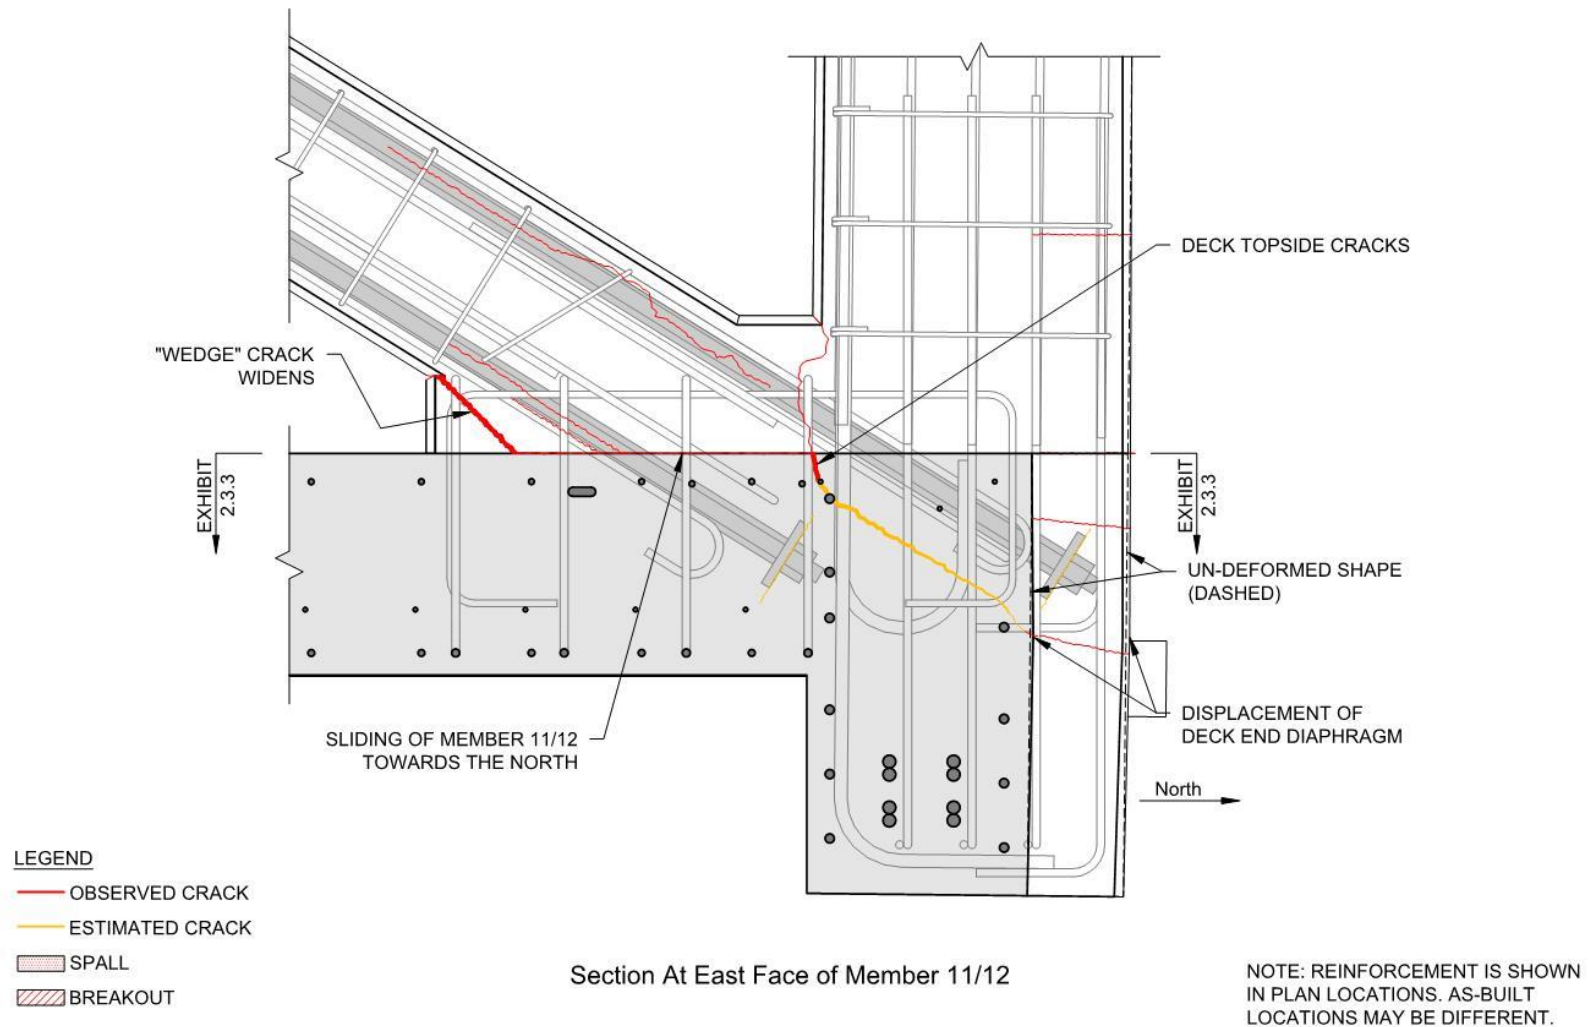 DECK TOPSIDE CRACKS
"WEDGE" CRACK
WIDENS
EXHIBIT
2.3.3
EXHIBIT
2.3.3
UN-DEFORMED SHAPE
(DASHED)
SLIDING OF MEMBER 11/12
TOWARDS THE NORTH
DISPLACEMENT OF
DECK END DIAPHRAGM
North
LEGEND
OBSERVED CRACK
ESTIMATED CRACK
SPALL
BREAKOUT
Section At East Face of Member 11/12
NOTE: REINFORCEMENT IS SHOWN
IN PLAN LOCATIONS. AS-BUILT
LOCATIONS MAY BE DIFFERENT.